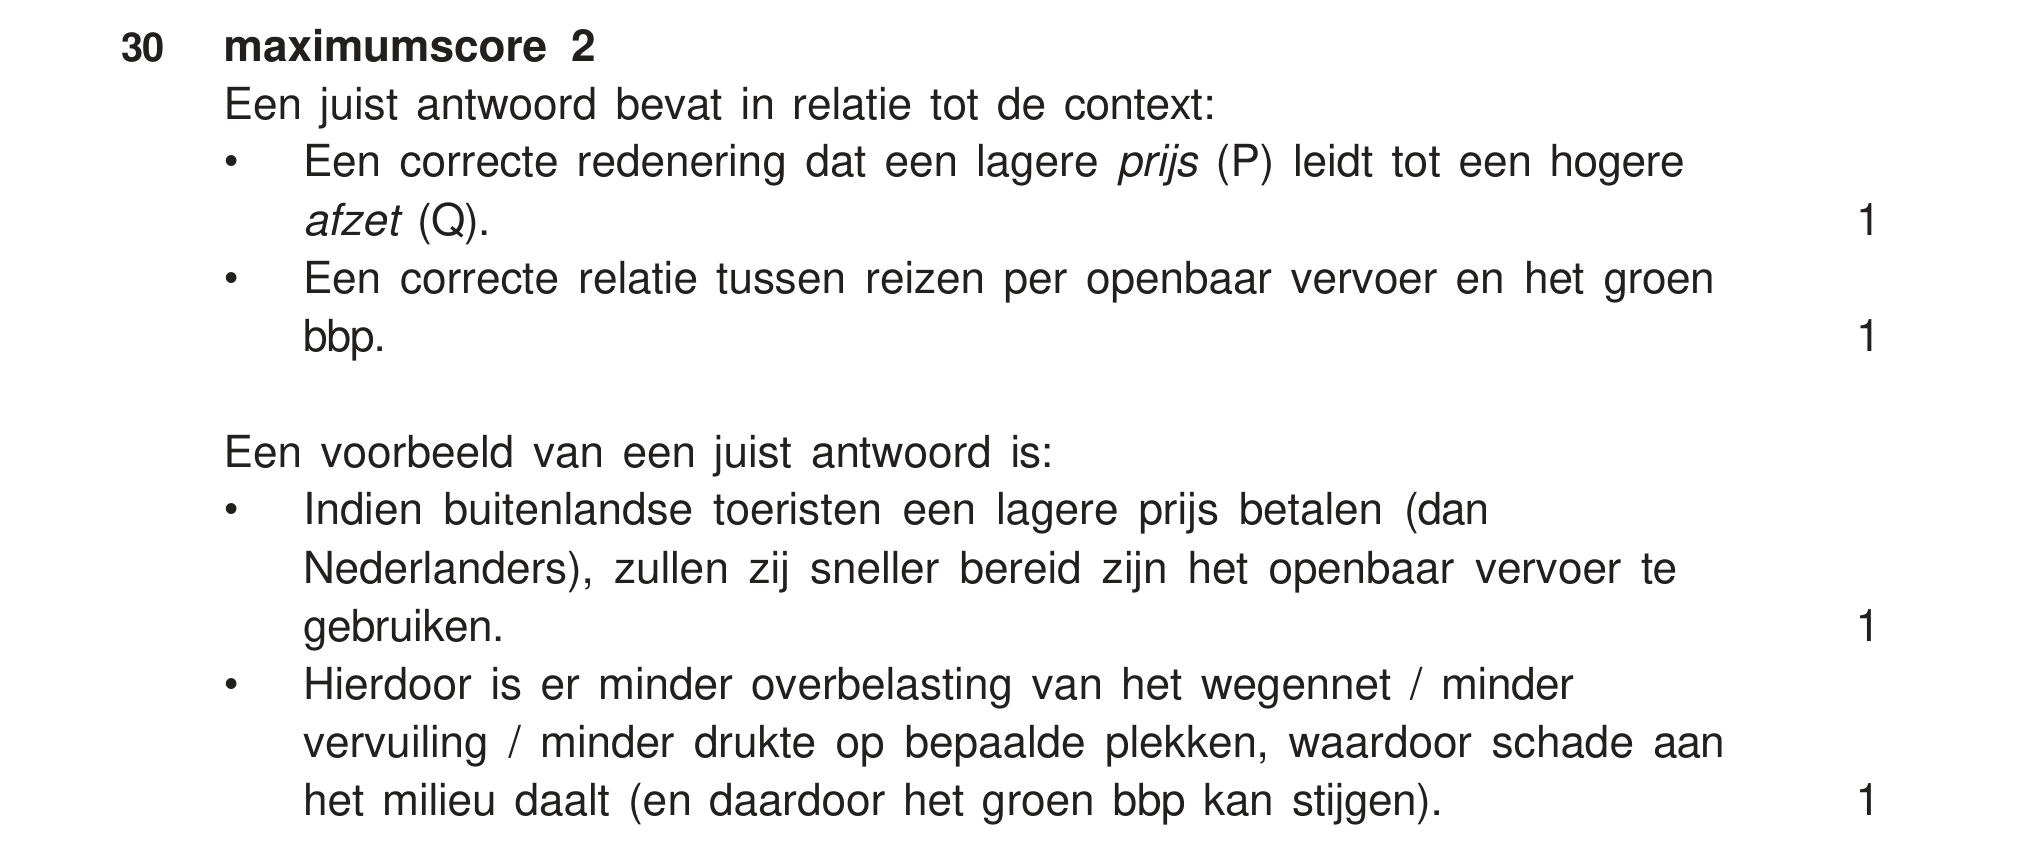 30 maximumscore 2
Een juist antwoord bevat in relatie tot de context:
• Een correcte redenering dat een lagere prijs (P) leidt tot een hogere
afzet (Q). 1
• Een correcte relatie tussen reizen per openbaar vervoer en het groen
bbp. 1
Een voorbeeld van een juist antwoord is:
• Indien buitenlandse toeristen een lagere prijs betalen (dan
Nederlanders), zullen zij sneller bereid zijn het openbaar vervoer te
gebruiken. 1
• Hierdoor is er minder overbelasting van het wegennet / minder
vervuiling / minder drukte op bepaalde plekken, waardoor schade aan
het milieu daalt (en daardoor het groen bbp kan stijgen). 1